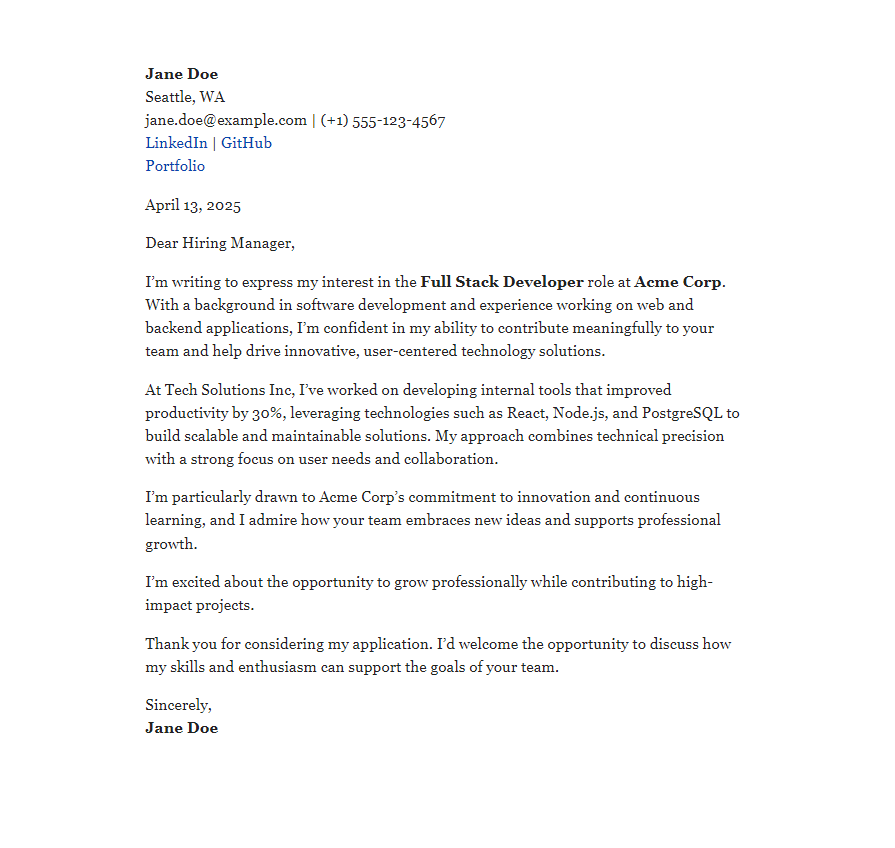 Jane Doe
Seattle, WA
jane.doe@example.com | (+1) 555-123-4567
LinkedIn | GitHub
Portfolio
April 13, 2025
Dear Hiring Manager,
I’m writing to express my interest in the Full Stack Developer role at Acme Corp.
With a background in software development and experience working on web and
backend applications, I’m confident in my ability to contribute meaningfully to your
team and help drive innovative, user-centered technology solutions.
At Tech Solutions Inc, I’ve worked on developing internal tools that improved
productivity by 30%, leveraging technologies such as React, Node.js, and PostgreSQL to
build scalable and maintainable solutions. My approach combines technical precision
with a strong focus on user needs and collaboration.
I’m particularly drawn to Acme Corp’s commitment to innovation and continuous
learning, and I admire how your team embraces new ideas and supports professional
growth.
I’m excited about the opportunity to grow professionally while contributing to high-
impact projects.
Thank you for considering my application. I’d welcome the opportunity to discuss how
my skills and enthusiasm can support the goals of your team.
Sincerely,
Jane Doe